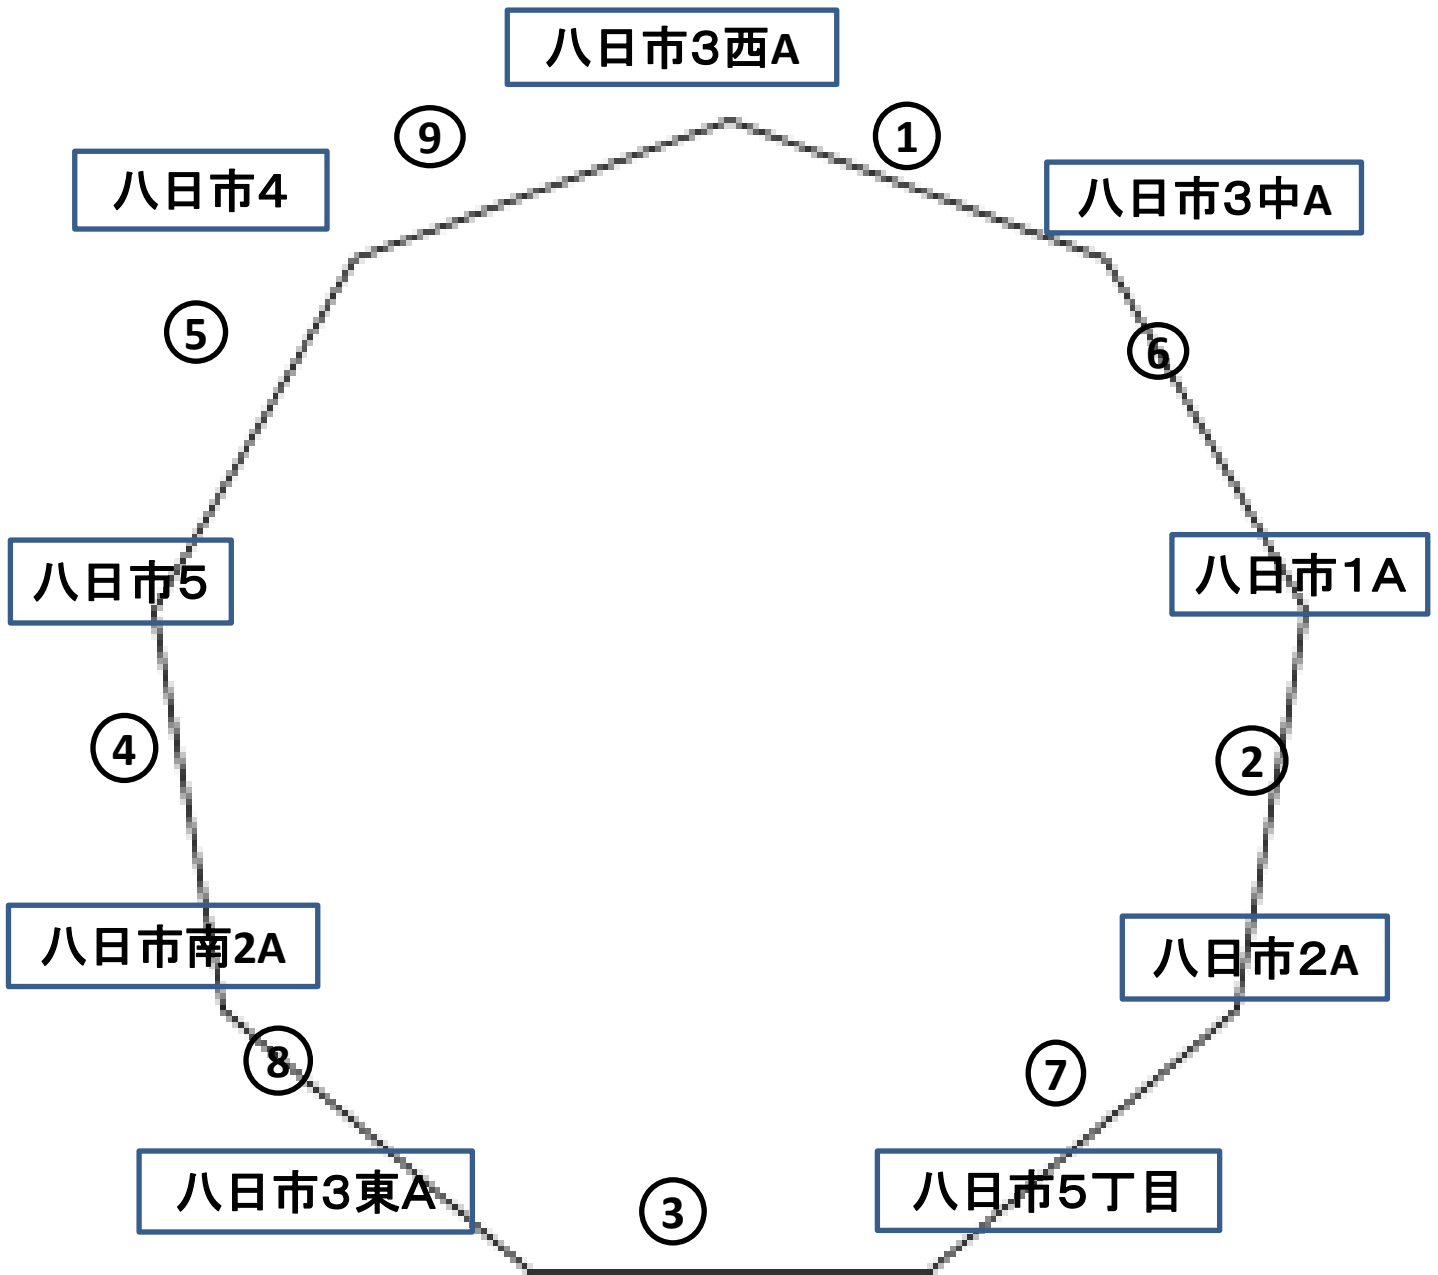 八日市3西A
⑨
①
八日市4
八日市3中A
⑤
⑥
八日市5
八日市1A
④
②
八日市南2A
八日市2A
⑧
⑦
八日市3東A
③
八日市5丁目